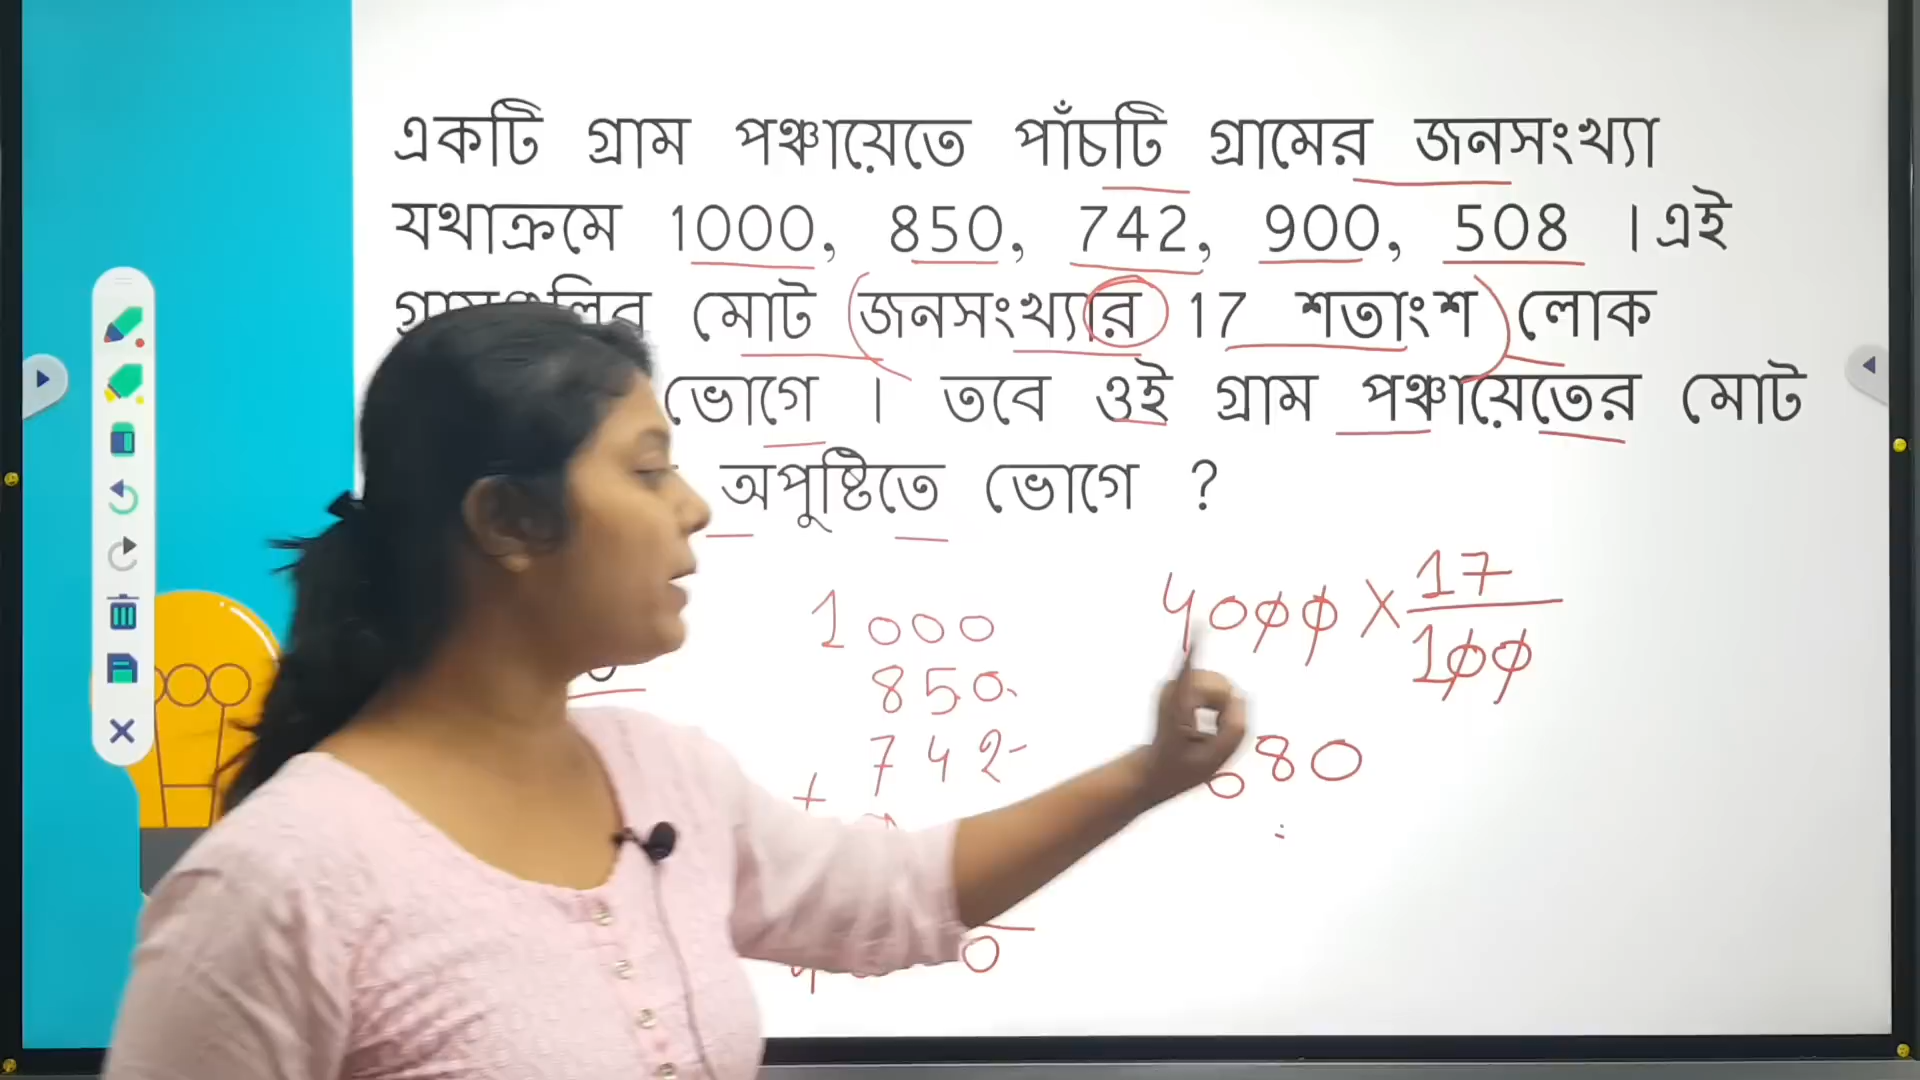 একটি গ্রাম পঞ্চায়েতে পাঁচটি গ্রামের জনসংখ্যা
যথাক্রমে 1000, 850, 742, 900, 508 । এই
মোট জনসংখ্যার 17 শতাংশ লোক
ভোগে । তবে ওই গ্রাম পঞ্চায়েতের মোট
অপুষ্টিতে ভোগে ?
1000
850
742
+
4000 × 17/100
680